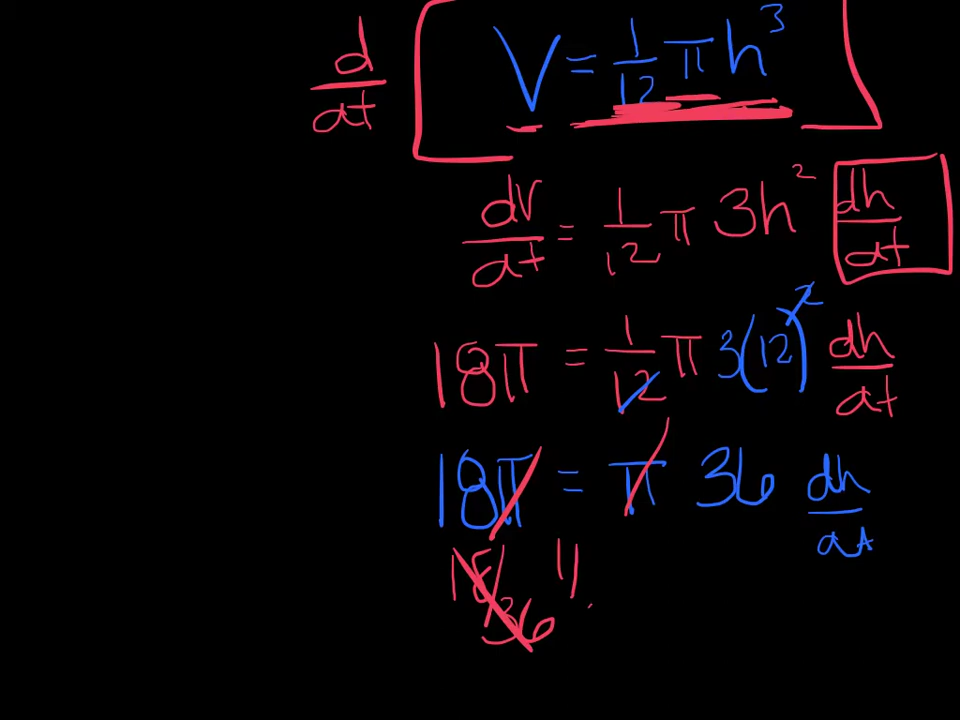 d/dt [ V = 1/12 π h³ ]
dV/dt = 1/12 π 3h² dh/dt
18π = 1/12 π 3(12)² dh/dt
18π = π 36 dh/dt
18/36